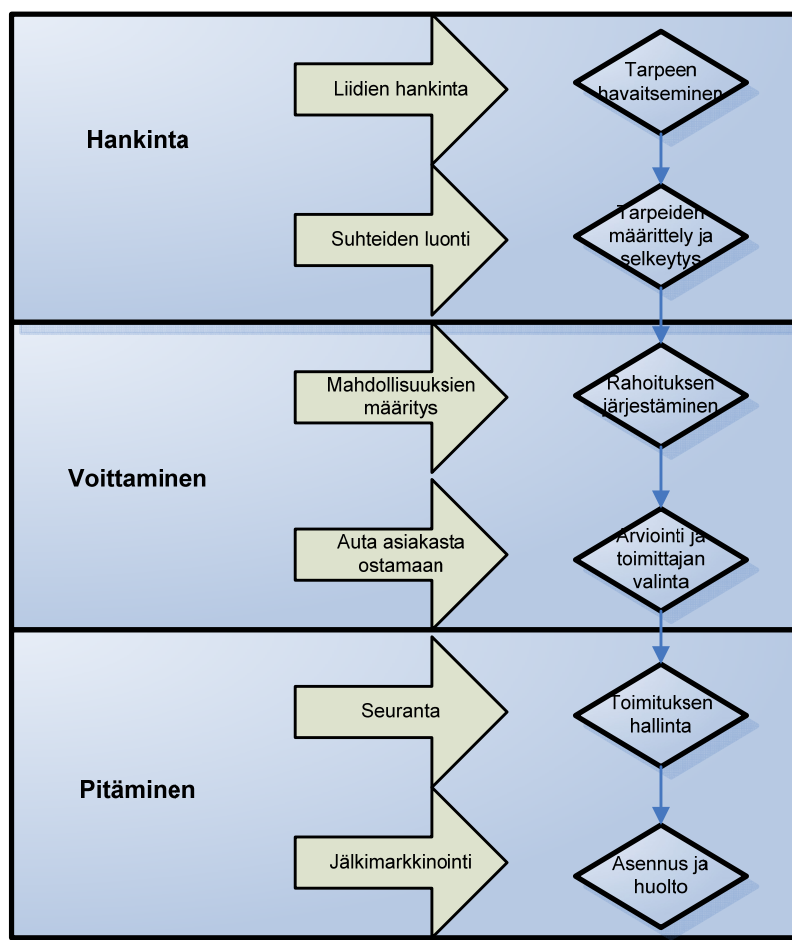 Hankinta
Liidien hankinta
Tarpeen
havaitseminen
Suhteiden luonti
Tarpeiden
määrittely ja
selkeytys
Voittaminen
Mahdollisuuksien
määritys
Rahoituksen
järjestäminen
Auta asiakasta
ostamaan
Arviointi ja
toimittajan
valinta
Pitäminen
Seuranta
Toimituksen
hallinta
Jälkimarkkinointi
Asennus ja
huolto